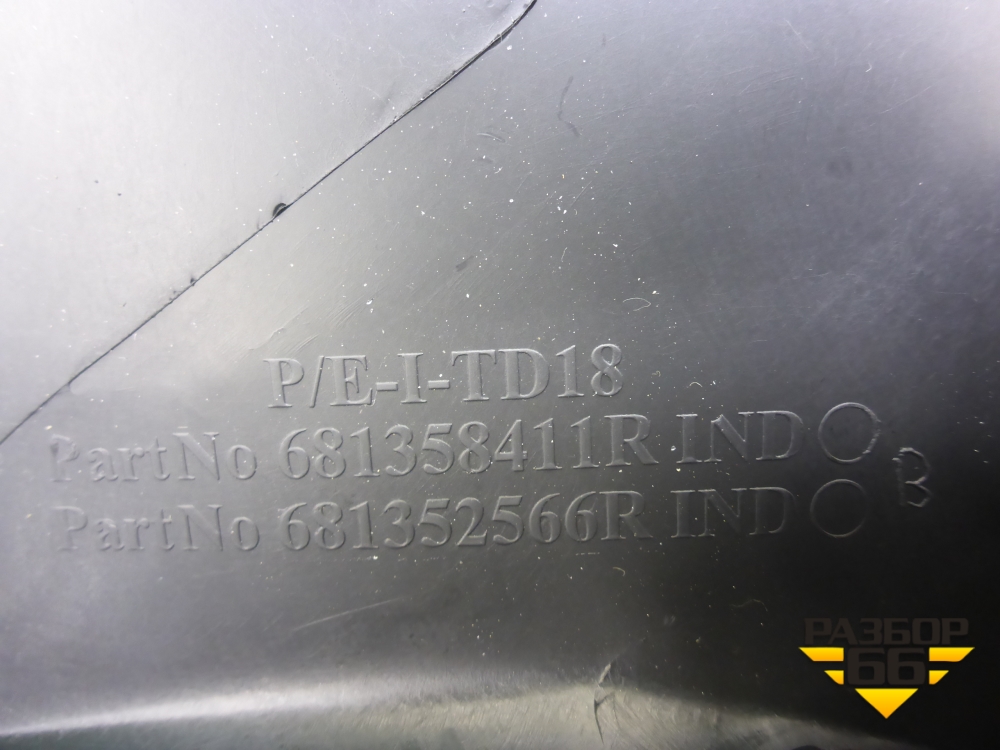 P/E-I-TD18
PartNo 681358411R IND
PartNo 681352566R IND
B
РАЗБОР
66